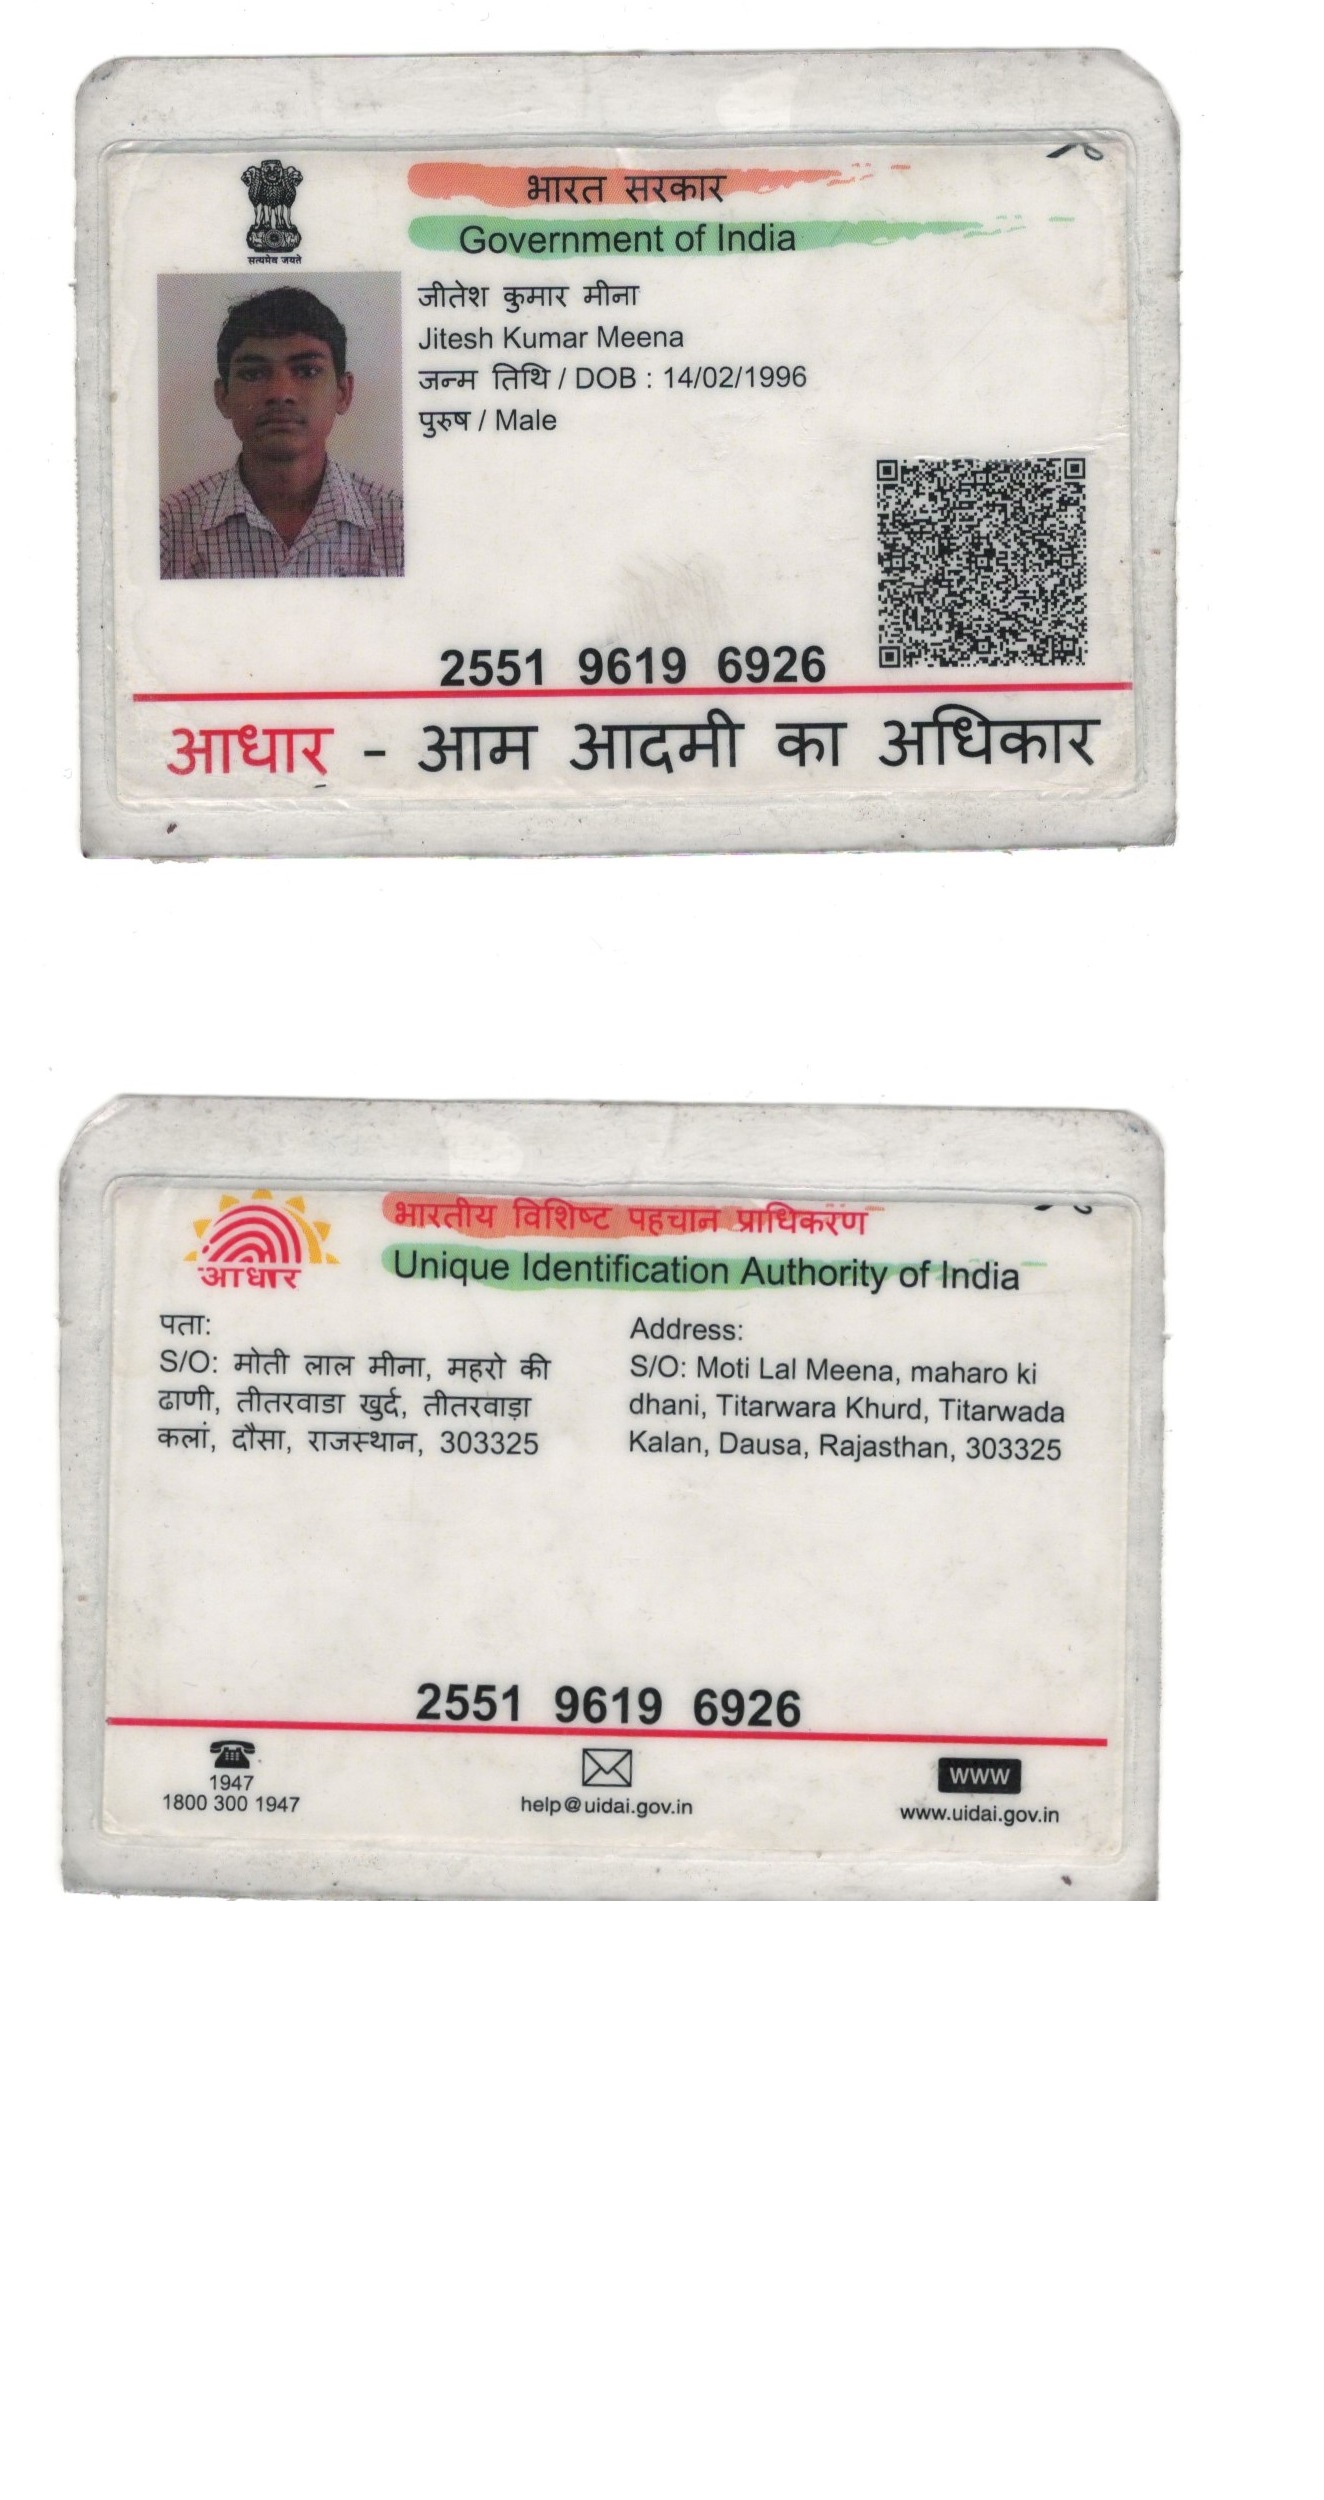 भारत सरकार
Government of India
सत्यमेव जयते
जीतेश कुमार मीना
Jitesh Kumar Meena
जन्म तिथि / DOB : 14/02/1996
पुरुष / Male
2551 9619 6926
आधार - आम आदमी का अधिकार
भारतीय विशिष्ट पहचान प्राधिकरण
Unique Identification Authority of India
आधार
पता:
S/O: मोती लाल मीना, महरो की
ढाणी, तीतरवाडा खुर्द, तीतरवाड़ा
कलां, दौसा, राजस्थान, 303325
Address:
S/O: Moti Lal Meena, maharo ki
dhani, Titarwara Khurd, Titarwada
Kalan, Dausa, Rajasthan, 303325
2551 9619 6926
1947
1800 300 1947
help@uidai.gov.in
www
www.uidai.gov.in